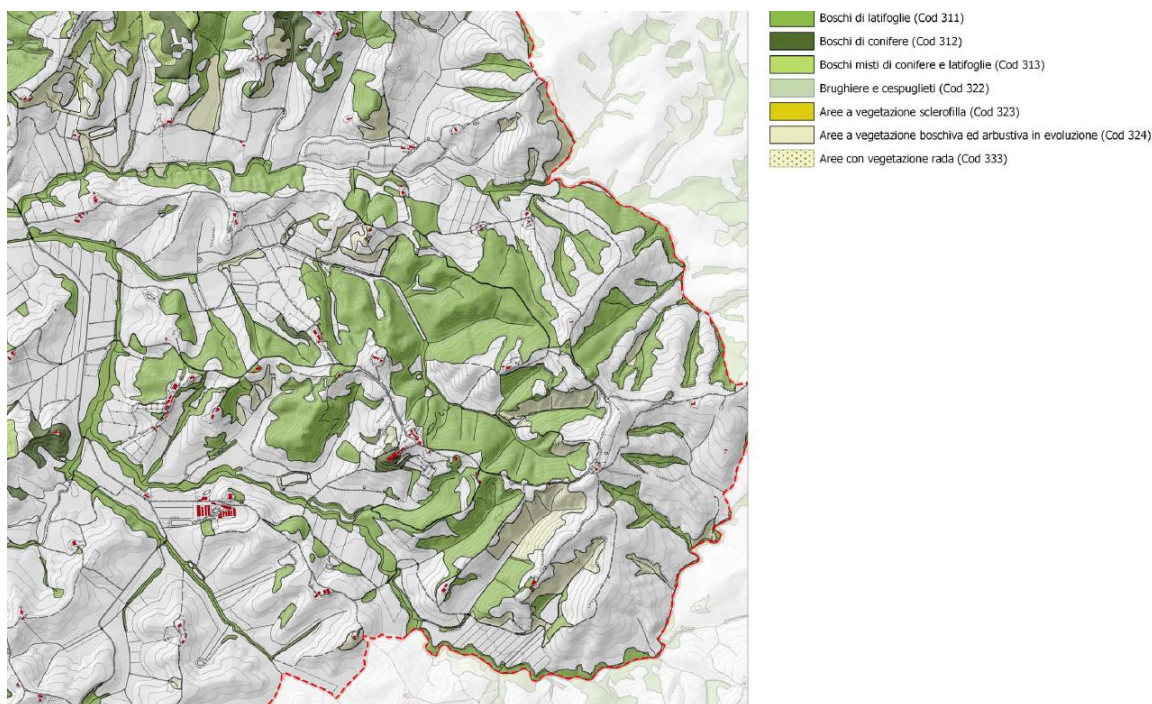 Boschi di latifoglie (Cod 311)
Boschi di conifere (Cod 312)
Boschi misti di conifere e latifoglie (Cod 313)
Brughiere e cespuglieti (Cod 322)
Aree a vegetazione sclerofilla (Cod 323)
Aree a vegetazione boschiva ed arbustiva in evoluzione (Cod 324)
Aree con vegetazione rada (Cod 333)